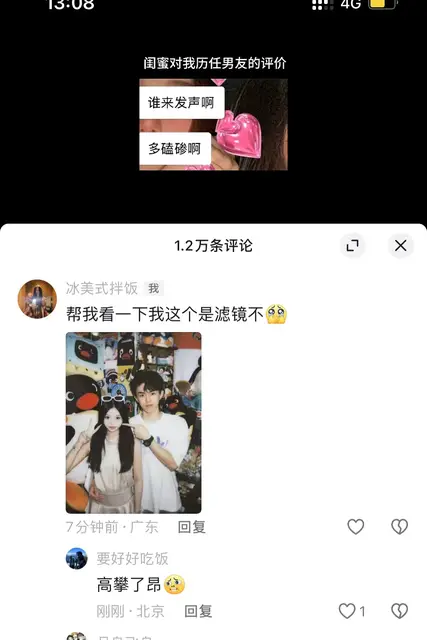 13:08
4G
闺蜜对我历任男友的评价
谁来发声啊
多磕碜啊
1.2万条评论
冰美式拌饭 我
帮我看一下我这个是滤镜不
7分钟前·广东 回复
要好好吃饭
高攀了昂
刚刚·北京 回复 1